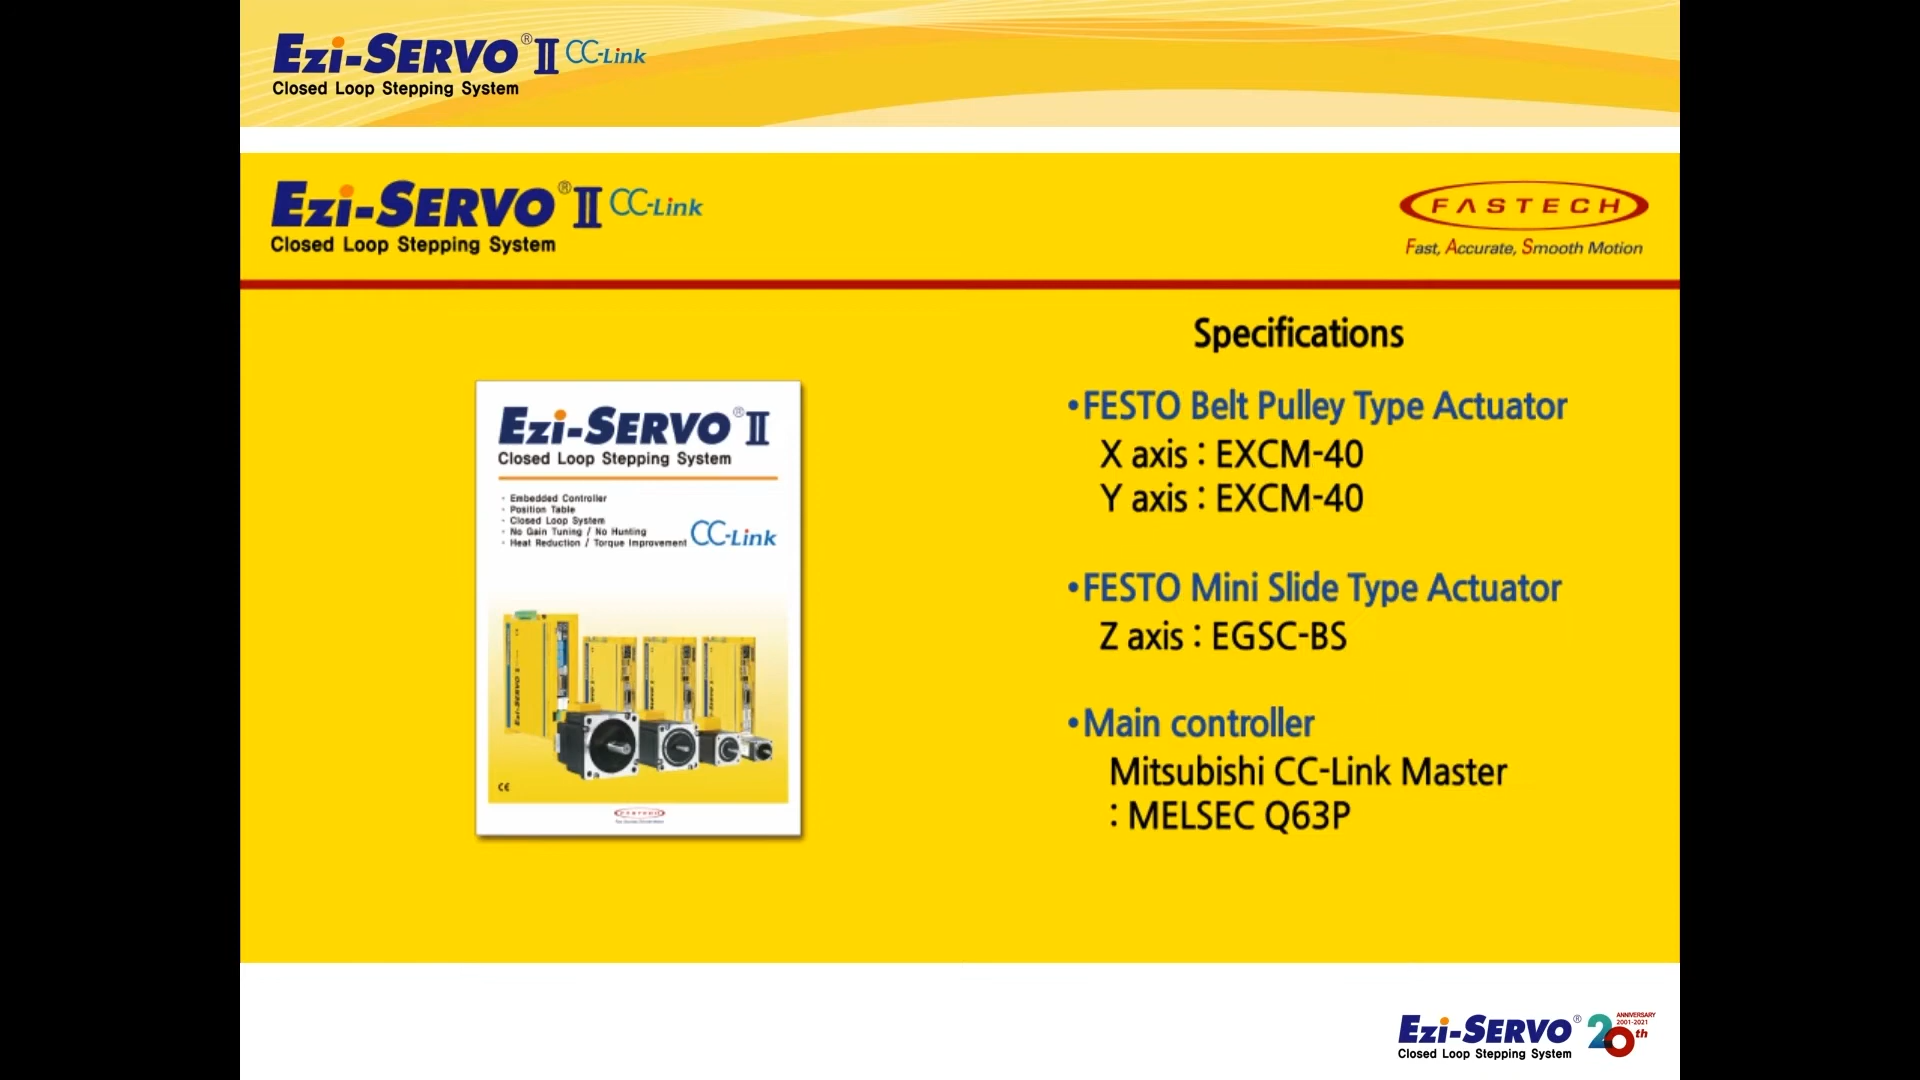 Ezi-SERVO® II CC-Link
Closed Loop Stepping System
Ezi-SERVO® II CC-Link
Closed Loop Stepping System
FASTECH
Fast, Accurate, Smooth Motion
Ezi-SERVO® II
Closed Loop Stepping System
· Embedded Controller
· Position Table
· Closed Loop System
· No Gain Tuning / No Hunting
· Heat Reduction / Torque Improvement
CC-Link
Ezi-SERVO II
CE
FASTECH
Specifications
•FESTO Belt Pulley Type Actuator
X axis : EXCM-40
Y axis : EXCM-40
•FESTO Mini Slide Type Actuator
Z axis : EGSC-BS
•Main controller
Mitsubishi CC-Link Master
: MELSEC Q63P
Ezi-SERVO®
Closed Loop Stepping System
20th
ANNIVERSARY
2001-2021